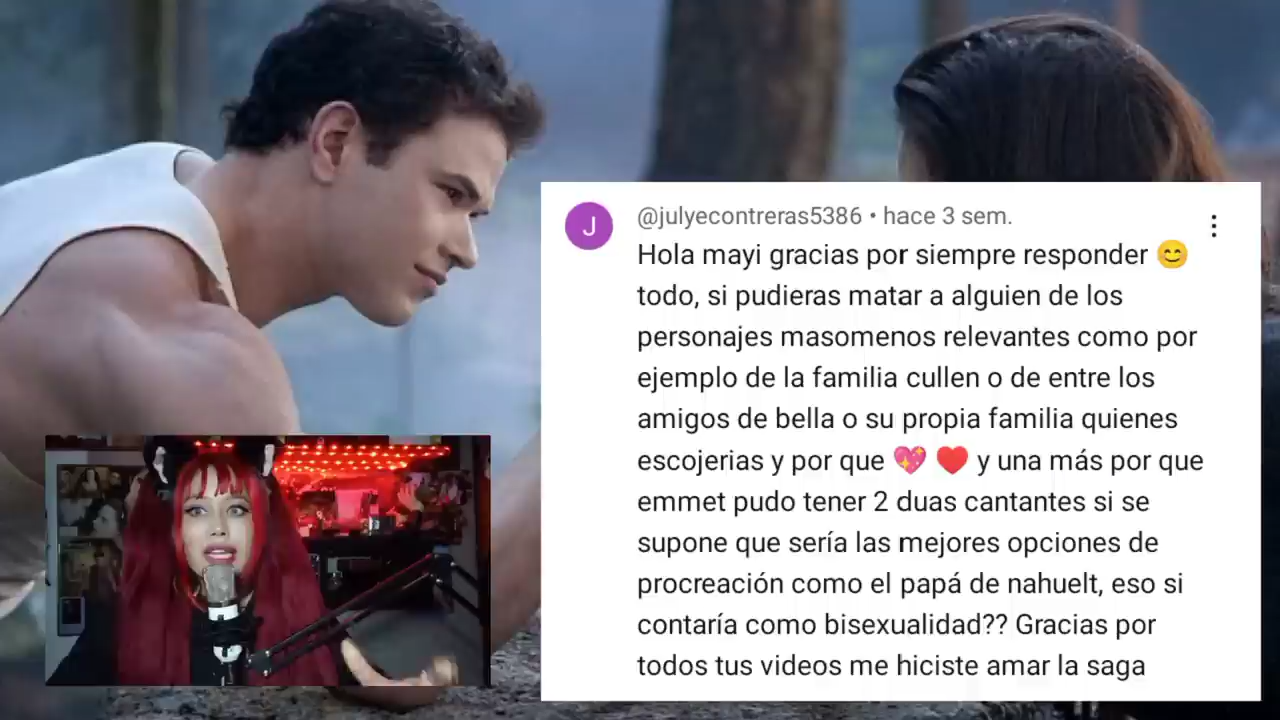 J
@julyecontreras5386 • hace 3 sem.
Hola mayi gracias por siempre responder 😊
todo, si pudieras matar a alguien de los
personajes masomenos relevantes como por
ejemplo de la familia cullen o de entre los
amigos de bella o su propia familia quienes
escojerias y por que 💖 ♥️ y una más por que
emmet pudo tener 2 duas cantantes si se
supone que sería las mejores opciones de
procreación como el papá de nahuelt, eso si
contaría como bisexualidad?? Gracias por
todos tus videos me hiciste amar la saga